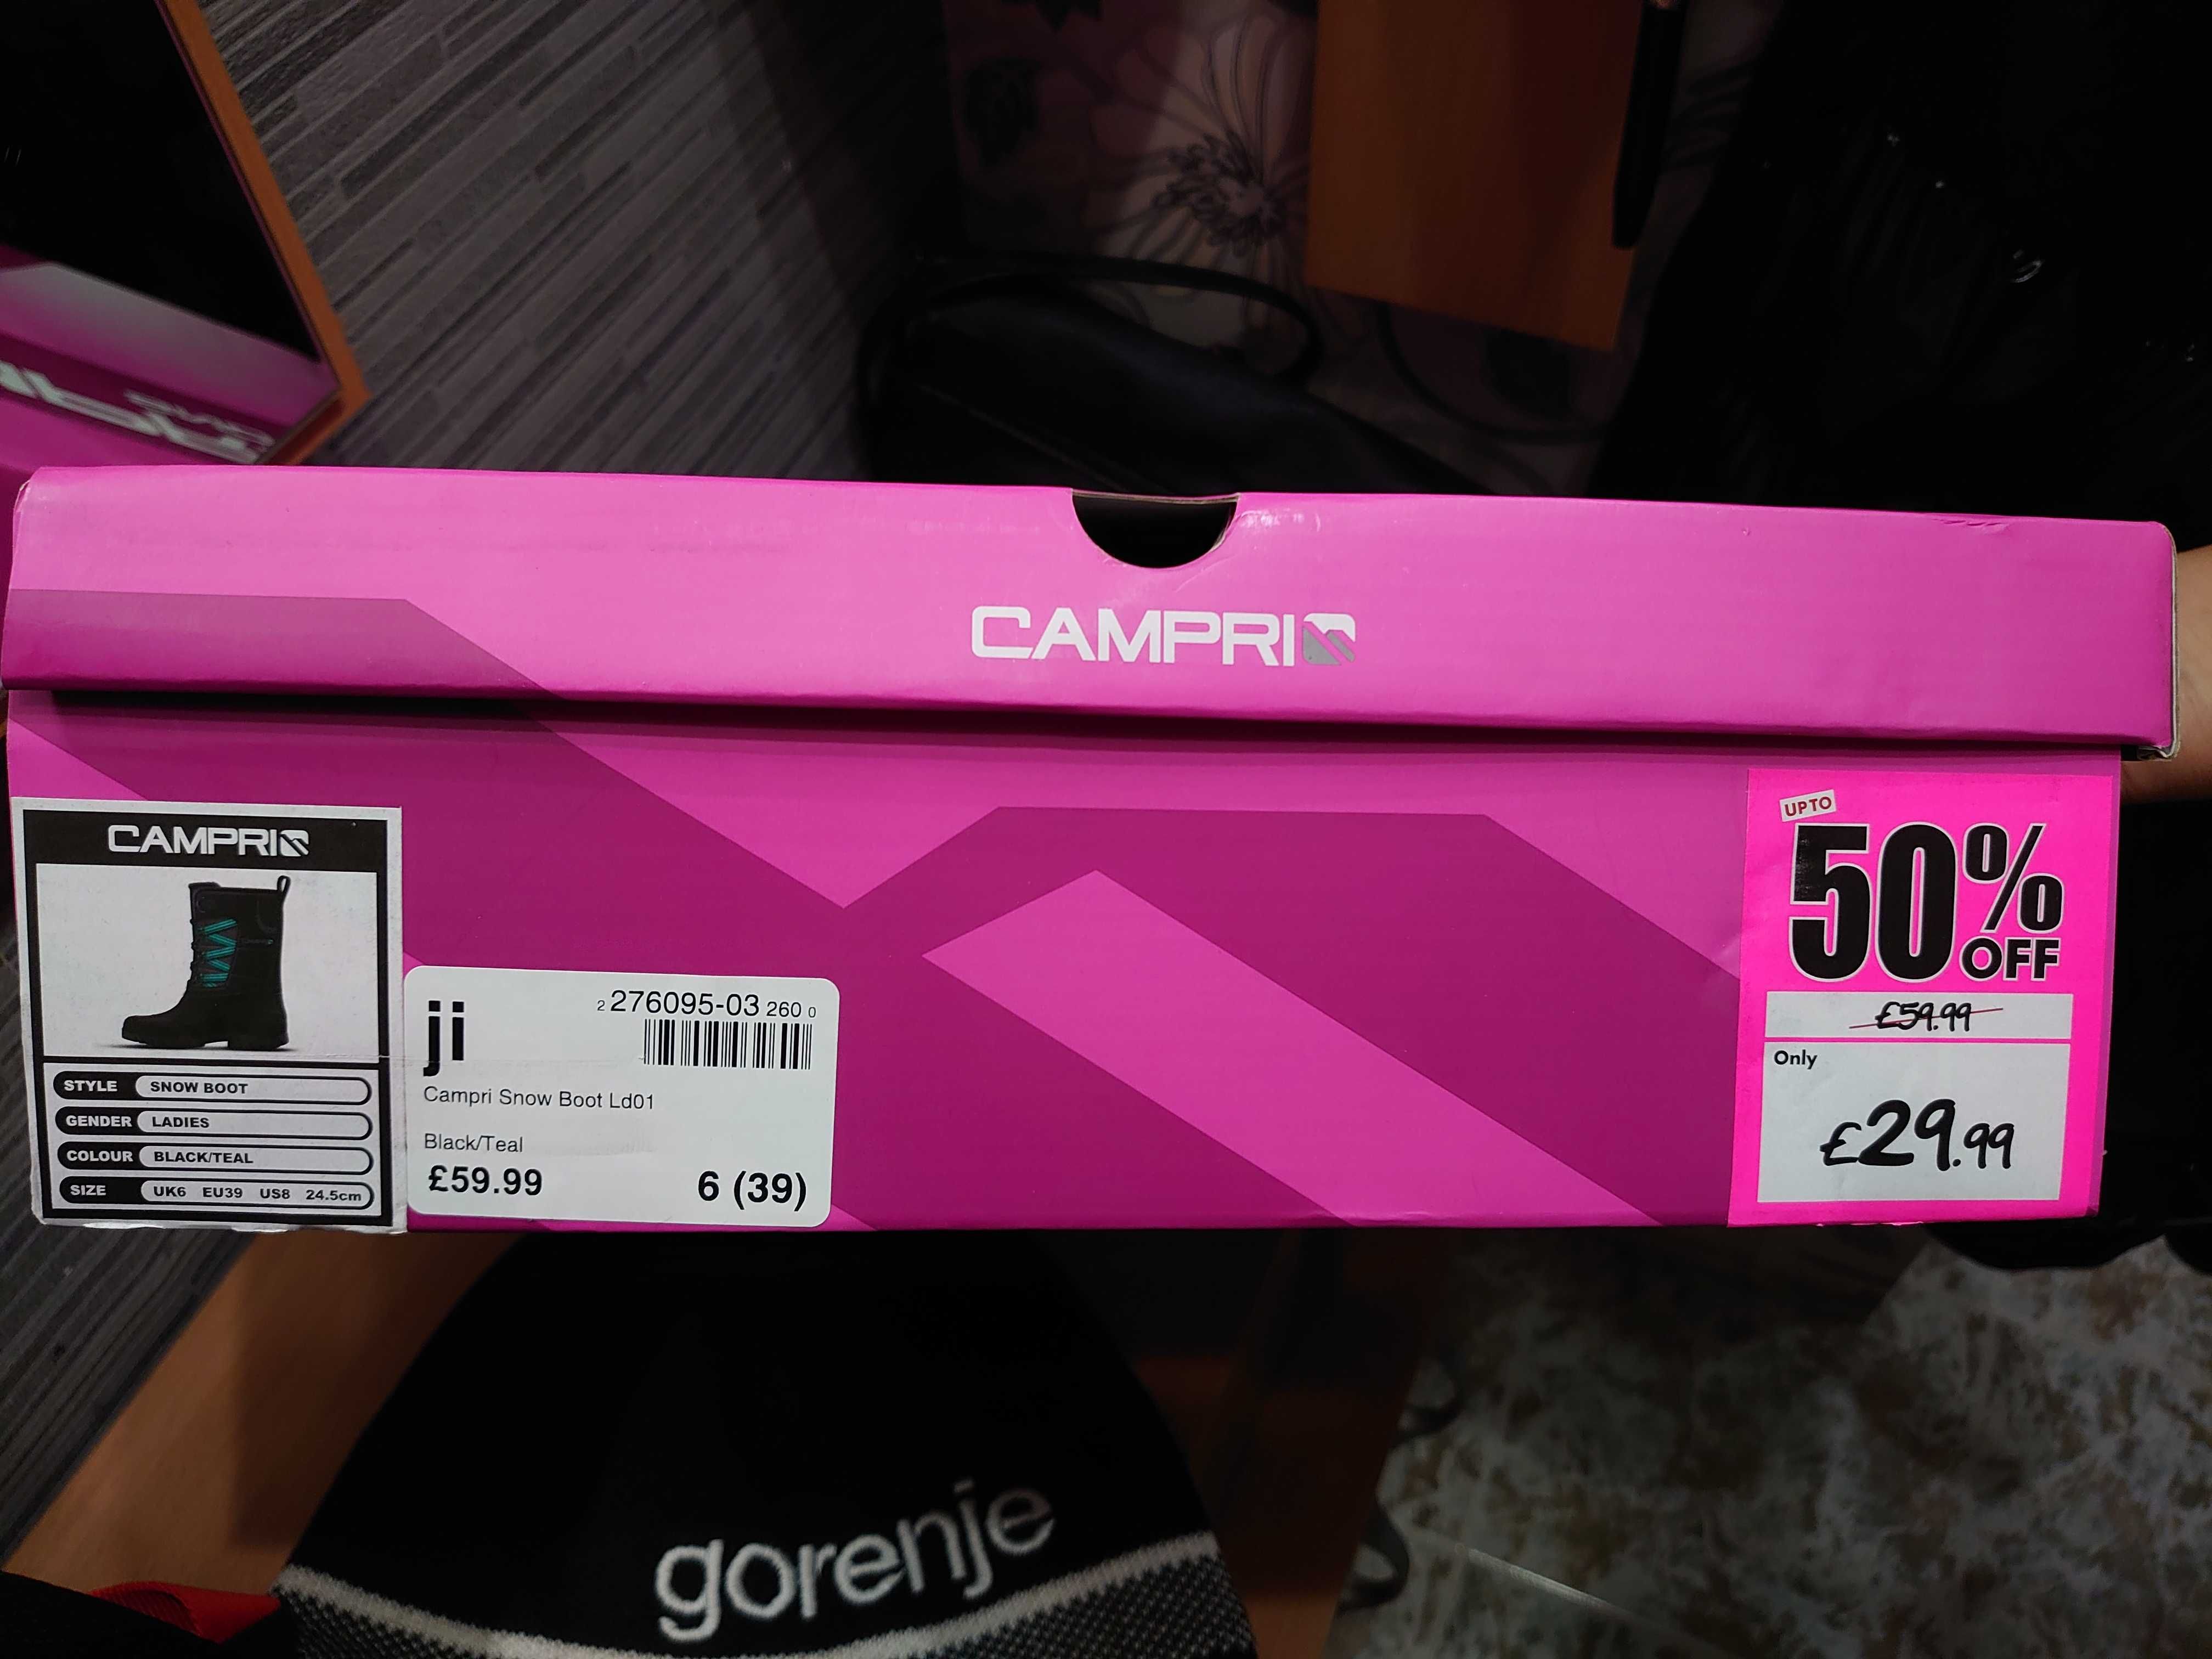 CAMPRI
CAMPRI
STYLE SNOW BOOT
GENDER LADIES
COLOUR BLACK/TEAL
SIZE UK6 EU39 US8 24.5cm
ji
2 276095-03 260 0
Campri Snow Boot Ld01
Black/Teal
£59.99 6 (39)
UP TO
50%
OFF
£59.99
Only
£29.99
gorenje